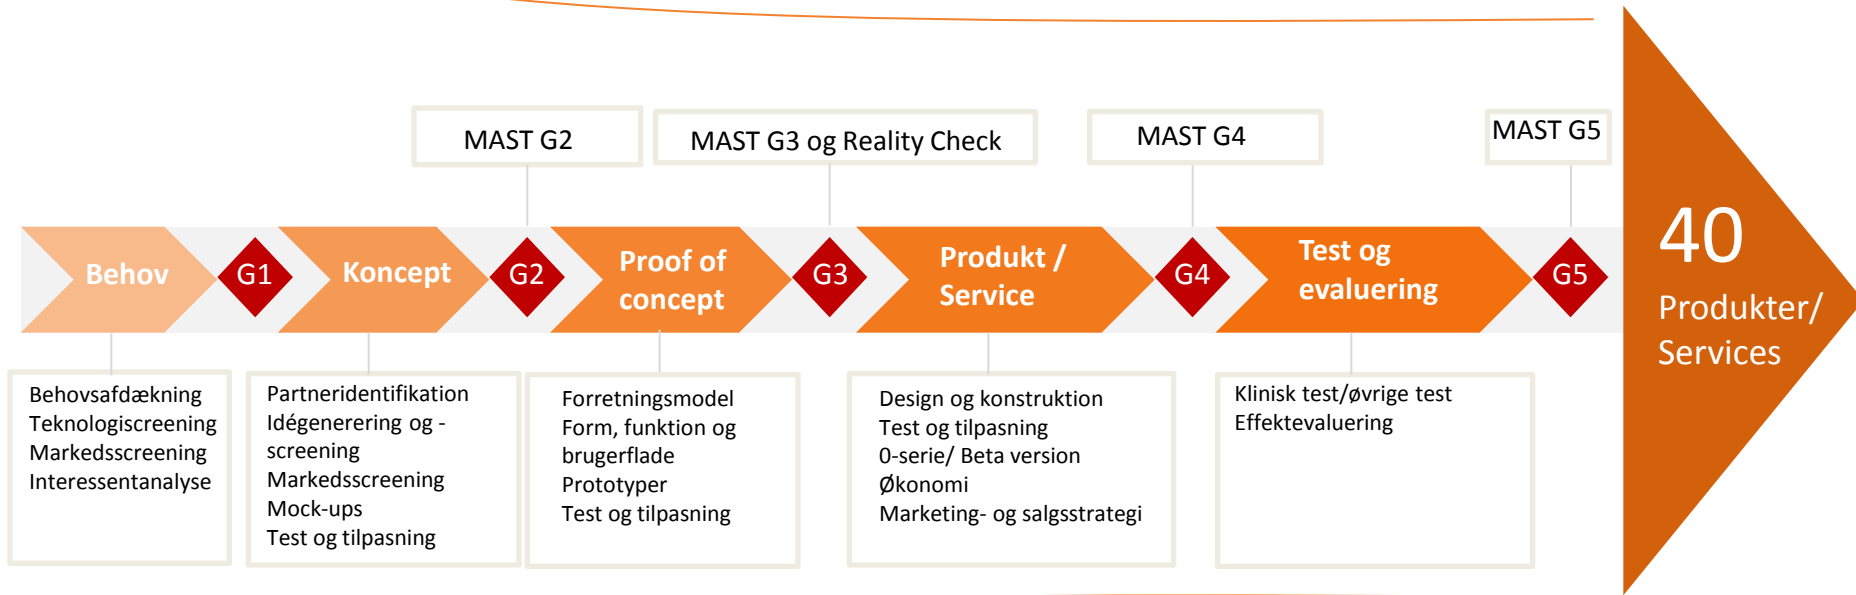 MAST G2
MAST G3 og Reality Check
MAST G4
MAST G5
Behov
G1
Koncept
G2
Proof of
concept
G3
Produkt /
Service
G4
Test og
evaluering
G5
40
Produkter/
Services
Behovsafdækning
Teknologiscreening
Markedsscreening
Interessentanalyse
Partneridentifikation
Idégenerering og -
screening
Markedsscreening
Mock-ups
Test og tilpasning
Forretningsmodel
Form, funktion og
brugerflade
Prototyper
Test og tilpasning
Design og konstruktion
Test og tilpasning
0-serie/ Beta version
Økonomi
Marketing- og salgsstrategi
Klinisk test/øvrige test
Effektevaluering